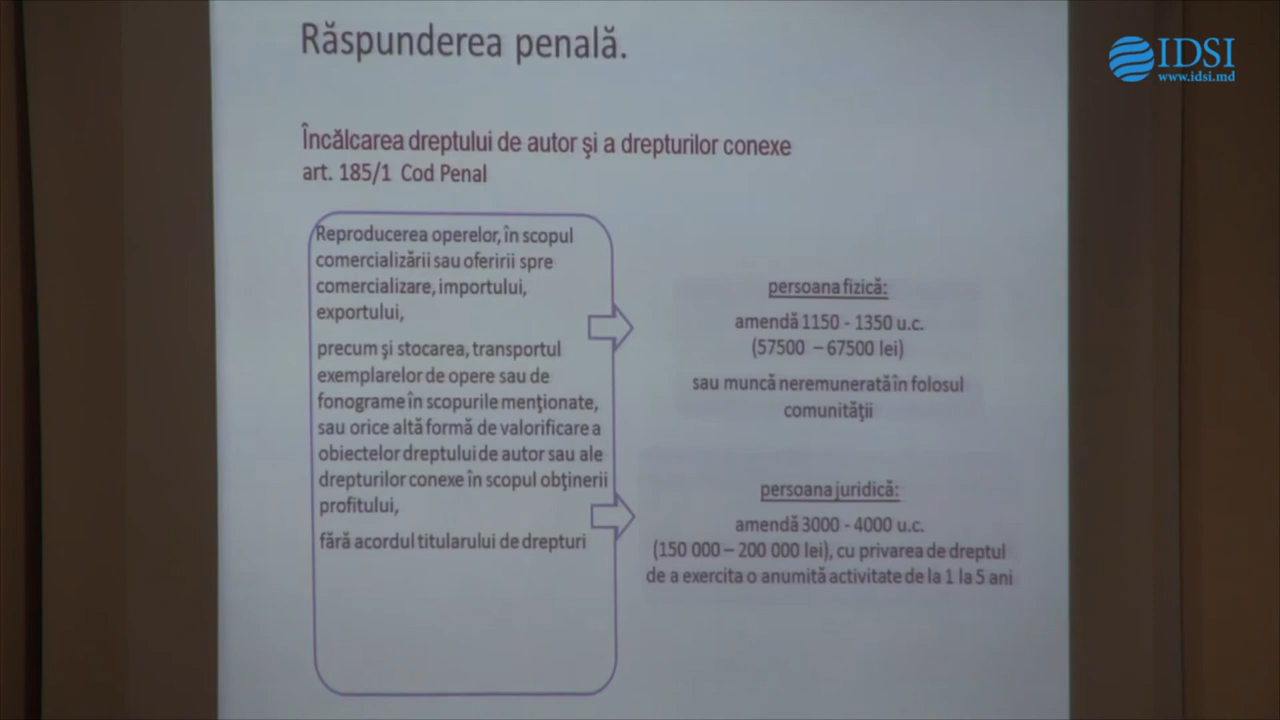 Răspunderea penală.
IDSI
www.idsi.md
Încălcarea dreptului de autor şi a drepturilor conexe
art. 185/1 Cod Penal
Reproducerea operelor, în scopul
comercializării sau oferirii spre
comercializare, importului,
exportului,
precum şi stocarea, transportul
exemplarelor de opere sau de
fonograme în scopurile menţionate,
sau orice altă formă de valorificare a
obiectelor dreptului de autor sau ale
drepturilor conexe în scopul obţinerii
profitului,
fără acordul titularului de drepturi
persoana fizică:
amendă 1150 - 1350 u.c.
(57500 – 67500 lei)
sau muncă neremunerată în folosul
comunităţii
persoana juridică:
amendă 3000 - 4000 u.c.
(150 000 – 200 000 lei), cu privarea de dreptul
de a exercita o anumită activitate de la 1 la 5 ani